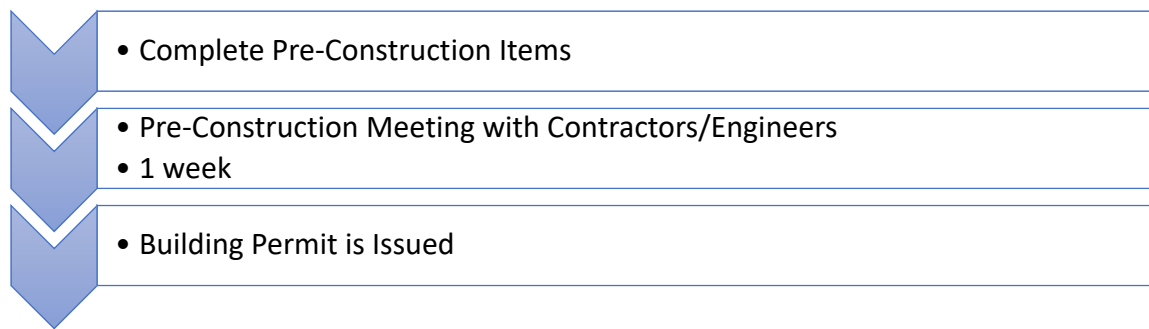 • Complete Pre-Construction Items
• Pre-Construction Meeting with Contractors/Engineers
• 1 week
• Building Permit is Issued